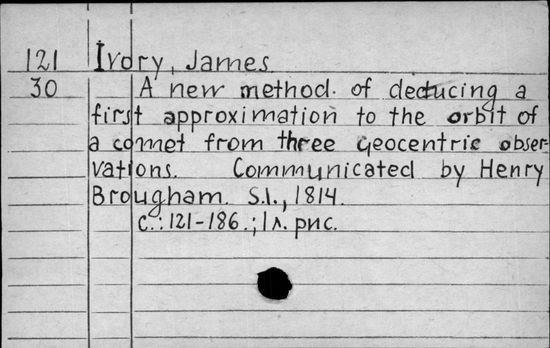 121 Ivory, James
30 A new method. of deducing a
first approximation to the orbit of
a comet from three geocentric obser-
vations. Communicated by Henry
Brougham. S.l., 1814.
С.: 121-186.; 1 л. рис.